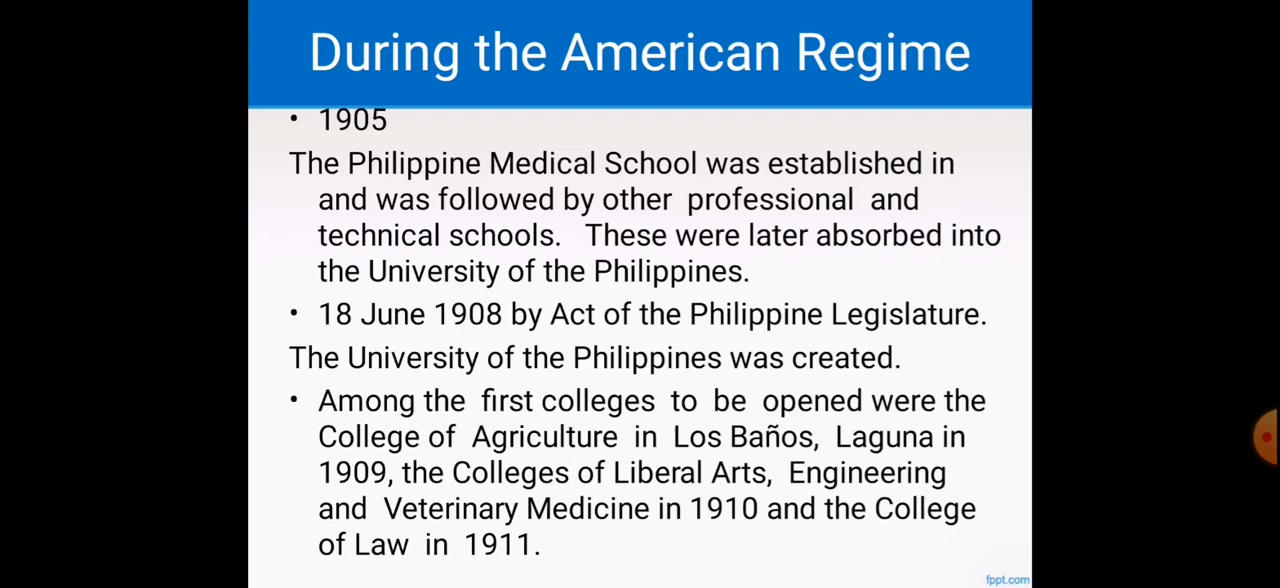 During the American Regime
• 1905
The Philippine Medical School was established in
and was followed by other professional and
technical schools. These were later absorbed into
the University of the Philippines.
• 18 June 1908 by Act of the Philippine Legislature.
The University of the Philippines was created.
• Among the first colleges to be opened were the
College of Agriculture in Los Baños, Laguna in
1909, the Colleges of Liberal Arts, Engineering
and Veterinary Medicine in 1910 and the College
of Law in 1911.
fppt.com